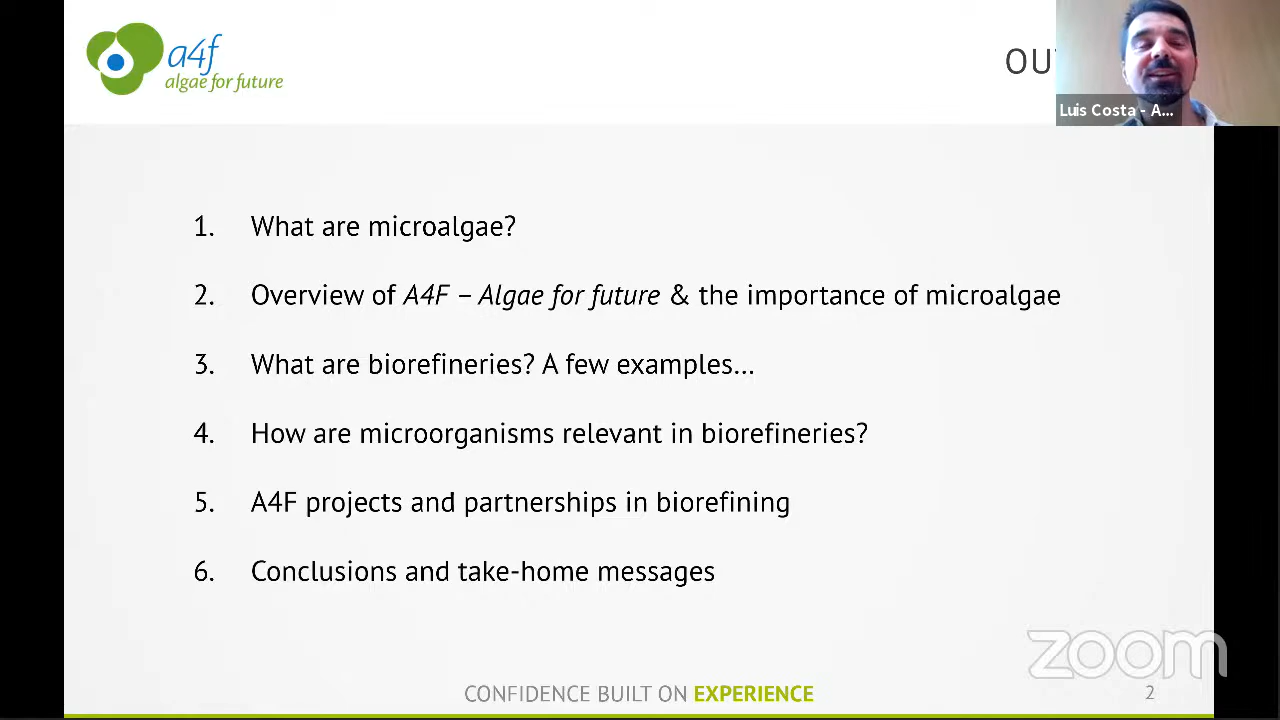 a4f
algae for future
OU
Luis Costa - A...
1. What are microalgae?
2. Overview of A4F – Algae for future & the importance of microalgae
3. What are biorefineries? A few examples...
4. How are microorganisms relevant in biorefineries?
5. A4F projects and partnerships in biorefining
6. Conclusions and take-home messages
zoom
CONFIDENCE BUILT ON EXPERIENCE
2